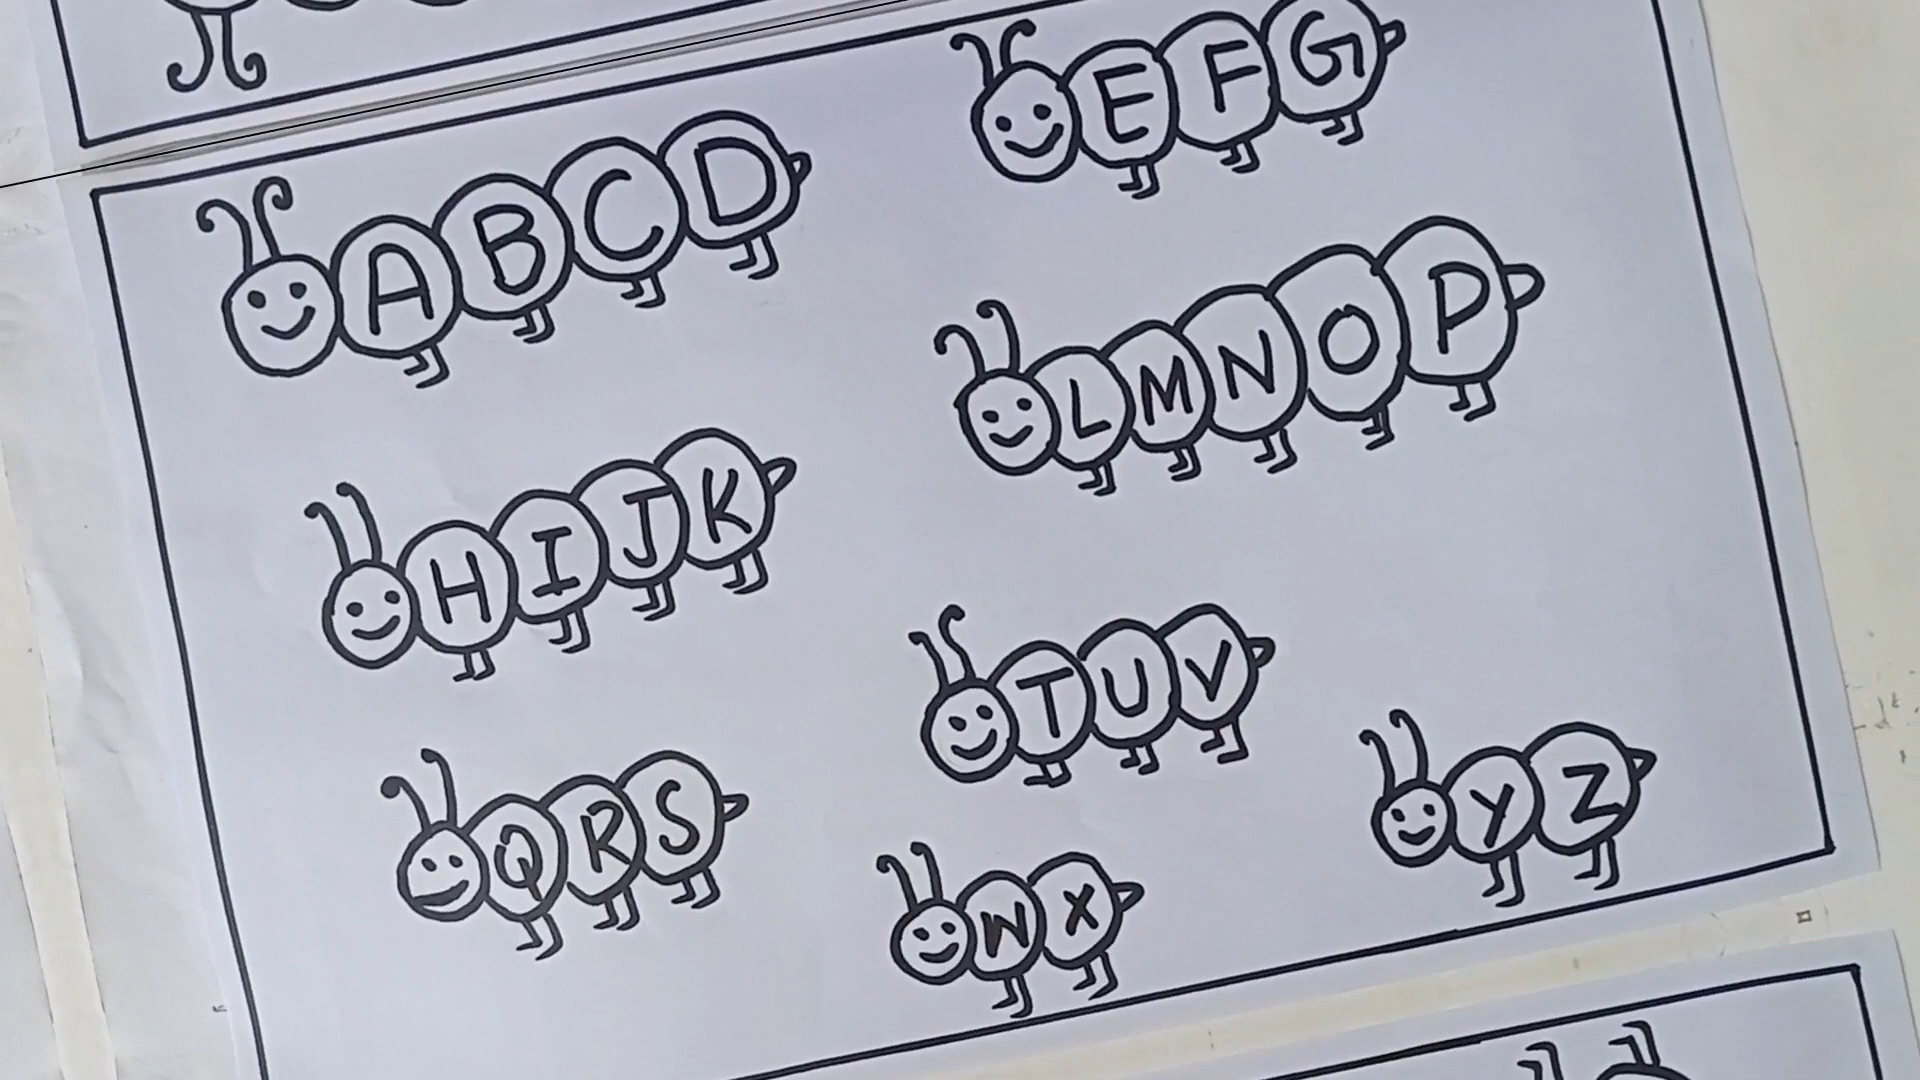 ABCD
EFG
HIJK
LMNOP
QRS
TUV
WX
YZ